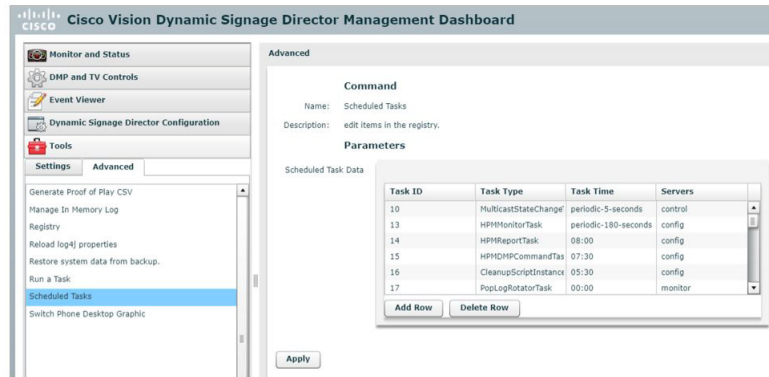 CISCO
Cisco Vision Dynamic Signage Director Management Dashboard
Monitor and Status
DMP and TV Controls
Event Viewer
Dynamic Signage Director Configuration
Tools
Settings Advanced
Generate Proof of Play CSV
Manage In Memory Log
Registry
Reload log4j properties
Restore system data from backup.
Run a Task
Scheduled Tasks
Switch Phone Desktop Graphic
Advanced
Command
Name: Scheduled Tasks
Description: edit items in the registry.
Parameters
Scheduled Task Data
Task ID Task Type Task Time Servers
10 MulticastStateChange periodic-5-seconds control
13 HPMMonitorTask periodic-180-seconds config
14 HPMReportTask 08:00 config
15 HPMDMPCommandTas 07:30 config
16 CleanupScriptInstance 05:30 config
17 PopLogRotatorTask 00:00 monitor
Add Row Delete Row
Apply